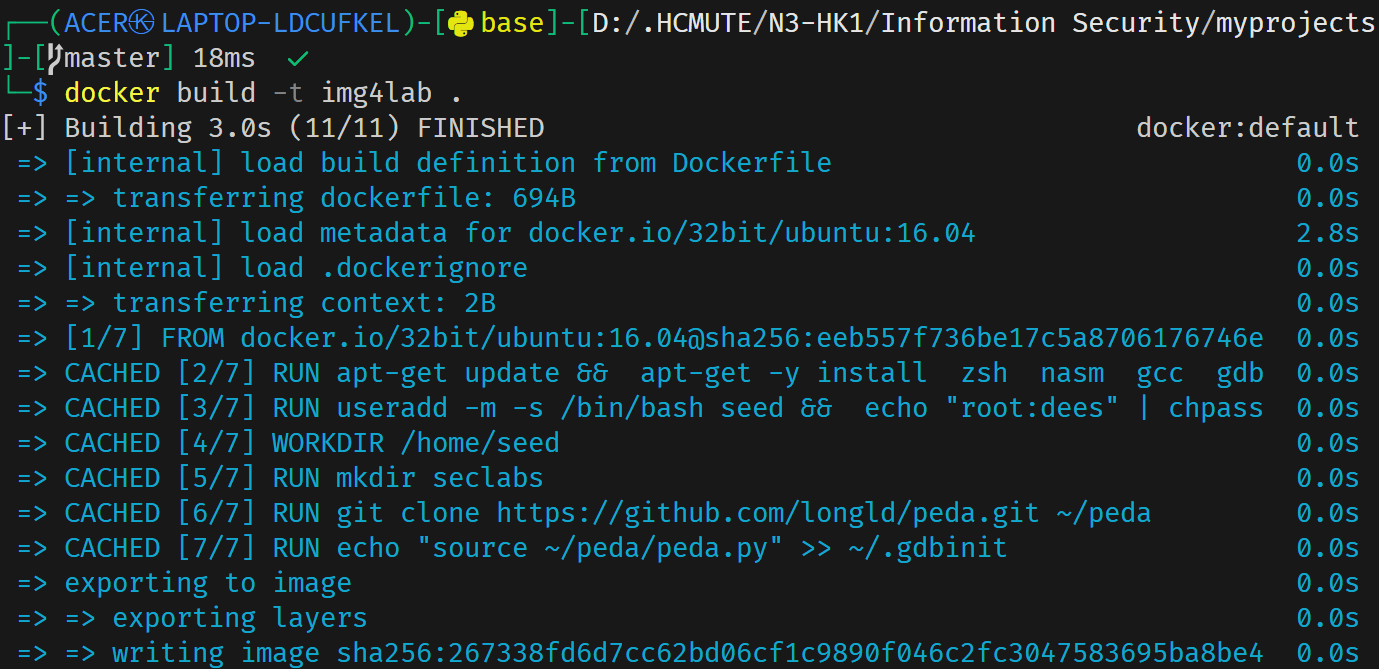 ┌──(ACER㉿LAPTOP-LDCUFKEL)-[base]-[D:/.HCMUTE/N3-HK1/Information Security/myprojects
]-[master] 18ms ✓
└─$ docker build -t img4lab .
[+] Building 3.0s (11/11) FINISHED docker:default
=> [internal] load build definition from Dockerfile 0.0s
=> => transferring dockerfile: 694B 0.0s
=> [internal] load metadata for docker.io/32bit/ubuntu:16.04 2.8s
=> [internal] load .dockerignore 0.0s
=> => transferring context: 2B 0.0s
=> [1/7] FROM docker.io/32bit/ubuntu:16.04@sha256:eeb557f736be17c5a8706176746e 0.0s
=> CACHED [2/7] RUN apt-get update &&  apt-get -y install  zsh  nasm  gcc  gdb 0.0s
=> CACHED [3/7] RUN useradd -m -s /bin/bash seed &&  echo "root:dees" | chpass 0.0s
=> CACHED [4/7] WORKDIR /home/seed 0.0s
=> CACHED [5/7] RUN mkdir seclabs 0.0s
=> CACHED [6/7] RUN git clone https://github.com/longld/peda.git ~/peda 0.0s
=> CACHED [7/7] RUN echo "source ~/peda/peda.py" >> ~/.gdbinit 0.0s
=> exporting to image 0.0s
=> => exporting layers 0.0s
=> => writing image sha256:267338fd6d7cc62bd06cf1c9890f046c2fc3047583695ba8be4 0.0s